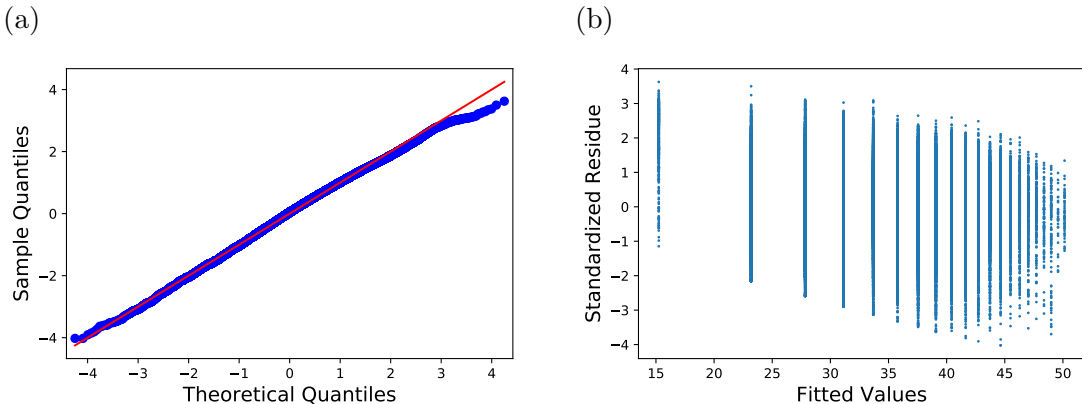 (a)
(b)
Sample Quantiles
4
2
0
−2
−4
−4 −3 −2 −1 0 1 2 3 4
Theoretical Quantiles
Standardized Residue
4
3
2
1
0
−1
−2
−3
−4
15 20 25 30 35 40 45 50
Fitted Values